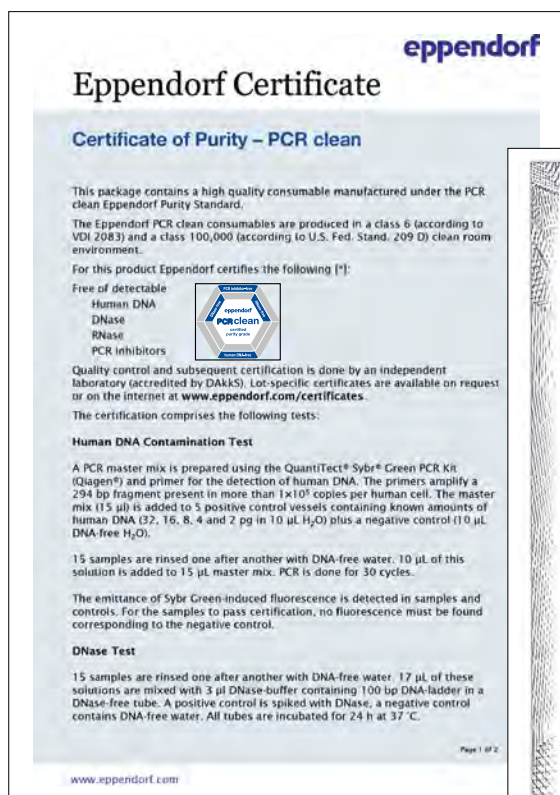 eppendorf
Eppendorf Certificate
Certificate of Purity – PCR clean
This package contains a high quality consumable manufactured under the PCR
clean Eppendorf Purity Standard.
The Eppendorf PCR clean consumables are produced in a class 6 (according to
VDI 2083) and a class 100,000 (according to U.S. Fed. Stand. 209 D) clean room
environment.
For this product Eppendorf certifies the following [*]:
Free of detectable
Human DNA
DNase
RNase
PCR inhibitors
PCR inhibitor-free
eppendorf
PCR clean
certified
purity grade
human DNA-free
Quality control and subsequent certification is done by an independent
laboratory (accredited by DAkkS). Lot-specific certificates are available on request
or on the internet at www.eppendorf.com/certificates.
The certification comprises the following tests:
Human DNA Contamination Test
A PCR master mix is prepared using the QuantiTect® Sybr® Green PCR Kit
(Qiagen®) and primer for the detection of human DNA. The primers amplify a
294 bp fragment present in more than copies per human cell. The master
mix (15 µl) is added to 5 positive control vessels containing known amounts of
human DNA (32, 16, 8, 4 and 2 pg in 10 µL H₂O) plus a negative control (10 µL
DNA-free H₂O).
15 samples are rinsed one after another with DNA-free water. 10 µL of this
solution is added to 15 µL master mix. PCR is done for 30 cycles.
The emittance of Sybr Green-induced fluorescence is detected in samples and
controls. For the samples to pass certification, no fluorescence must be found
corresponding to the negative control.
DNase Test
15 samples are rinsed one after another with DNA-free water. 17 µL of these
solutions are mixed with 3 µl DNase-buffer containing 100 bp DNA-ladder in a
DNase-free tube. A positive control is spiked with DNase, a negative control
contains DNA-free water. All tubes are incubated for 24 h at 37 °C.
Page 1 of 2
www.eppendorf.com